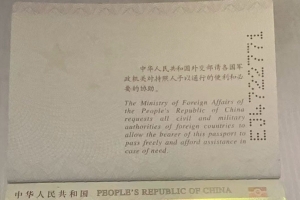 中华人民共和国外交部请各国军
政机关对持照人予以通行的便利和必
要的协助。
The Ministry of Foreign Affairs of
the People's Republic of China
requests all civil and military
authorities of foreign countries to
allow the bearer of this passport to
pass freely and afford assistance in
case of need.
中华人民共和国 PEOPLE'S REPUBLIC OF CHINA